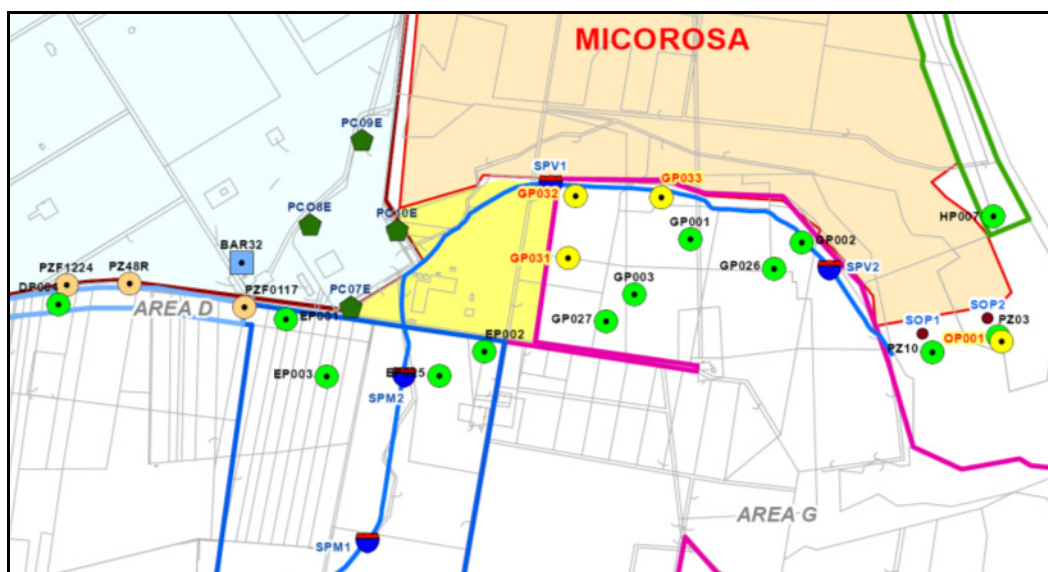 MICOROSA
PC09E
SPV1
GP033
GP032
PCO8E
PC10E
HP007
GP001
GP002
BAR32
GP031
GP026
SPV2
PZF1224
PZ48R
GP003
DP004
PZF0117
PC07E
SOP2
AREA D
EP001
GP027
SOP1
PZ03
EP002
OP001
PZ10
EP003
SPM2
AREA G
SPM1